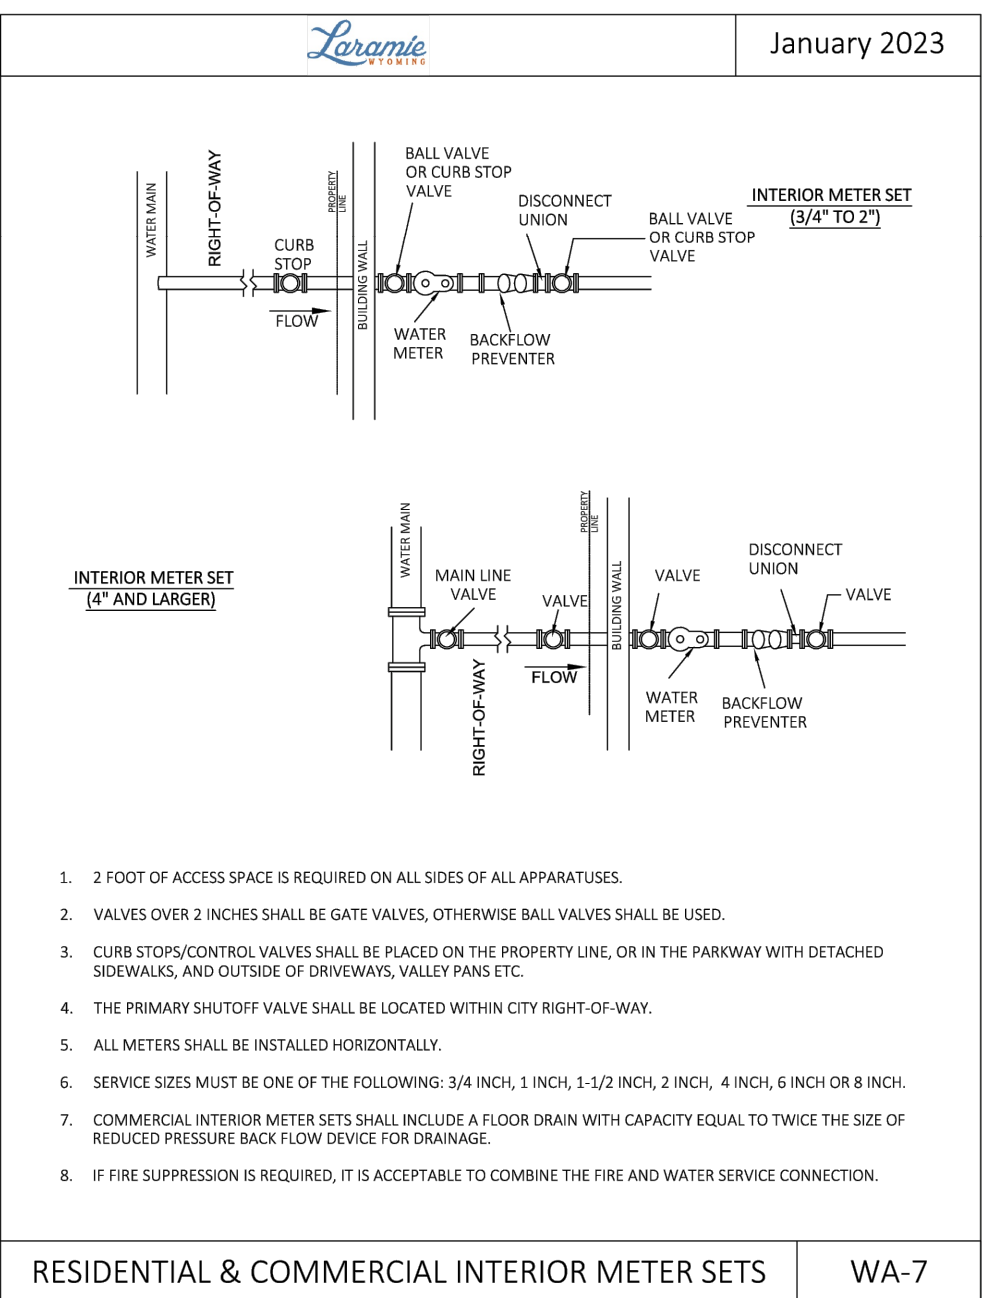 Laramie
WYOMING
January 2023
BALL VALVE
OR CURB STOP
VALVE
WATER MAIN
RIGHT-OF-WAY
PROPERTY
LINE
DISCONNECT
UNION
INTERIOR METER SET
(3/4" TO 2")
BALL VALVE
OR CURB STOP
VALVE
CURB
STOP
BUILDING WALL
FLOW
WATER
METER
BACKFLOW
PREVENTER
PROPERTY
LINE
WATER MAIN
INTERIOR METER SET
(4" AND LARGER)
MAIN LINE
VALVE
VALVE
BUILDING WALL
VALVE
DISCONNECT
UNION
VALVE
FLOW
RIGHT-OF-WAY
WATER
METER
BACKFLOW
PREVENTER
1. 2 FOOT OF ACCESS SPACE IS REQUIRED ON ALL SIDES OF ALL APPARATUSES.
2. VALVES OVER 2 INCHES SHALL BE GATE VALVES, OTHERWISE BALL VALVES SHALL BE USED.
3. CURB STOPS/CONTROL VALVES SHALL BE PLACED ON THE PROPERTY LINE, OR IN THE PARKWAY WITH DETACHED
SIDEWALKS, AND OUTSIDE OF DRIVEWAYS, VALLEY PANS ETC.
4. THE PRIMARY SHUTOFF VALVE SHALL BE LOCATED WITHIN CITY RIGHT-OF-WAY.
5. ALL METERS SHALL BE INSTALLED HORIZONTALLY.
6. SERVICE SIZES MUST BE ONE OF THE FOLLOWING: 3/4 INCH, 1 INCH, 1-1/2 INCH, 2 INCH, 4 INCH, 6 INCH OR 8 INCH.
7. COMMERCIAL INTERIOR METER SETS SHALL INCLUDE A FLOOR DRAIN WITH CAPACITY EQUAL TO TWICE THE SIZE OF
REDUCED PRESSURE BACK FLOW DEVICE FOR DRAINAGE.
8. IF FIRE SUPPRESSION IS REQUIRED, IT IS ACCEPTABLE TO COMBINE THE FIRE AND WATER SERVICE CONNECTION.
RESIDENTIAL & COMMERCIAL INTERIOR METER SETS
WA-7